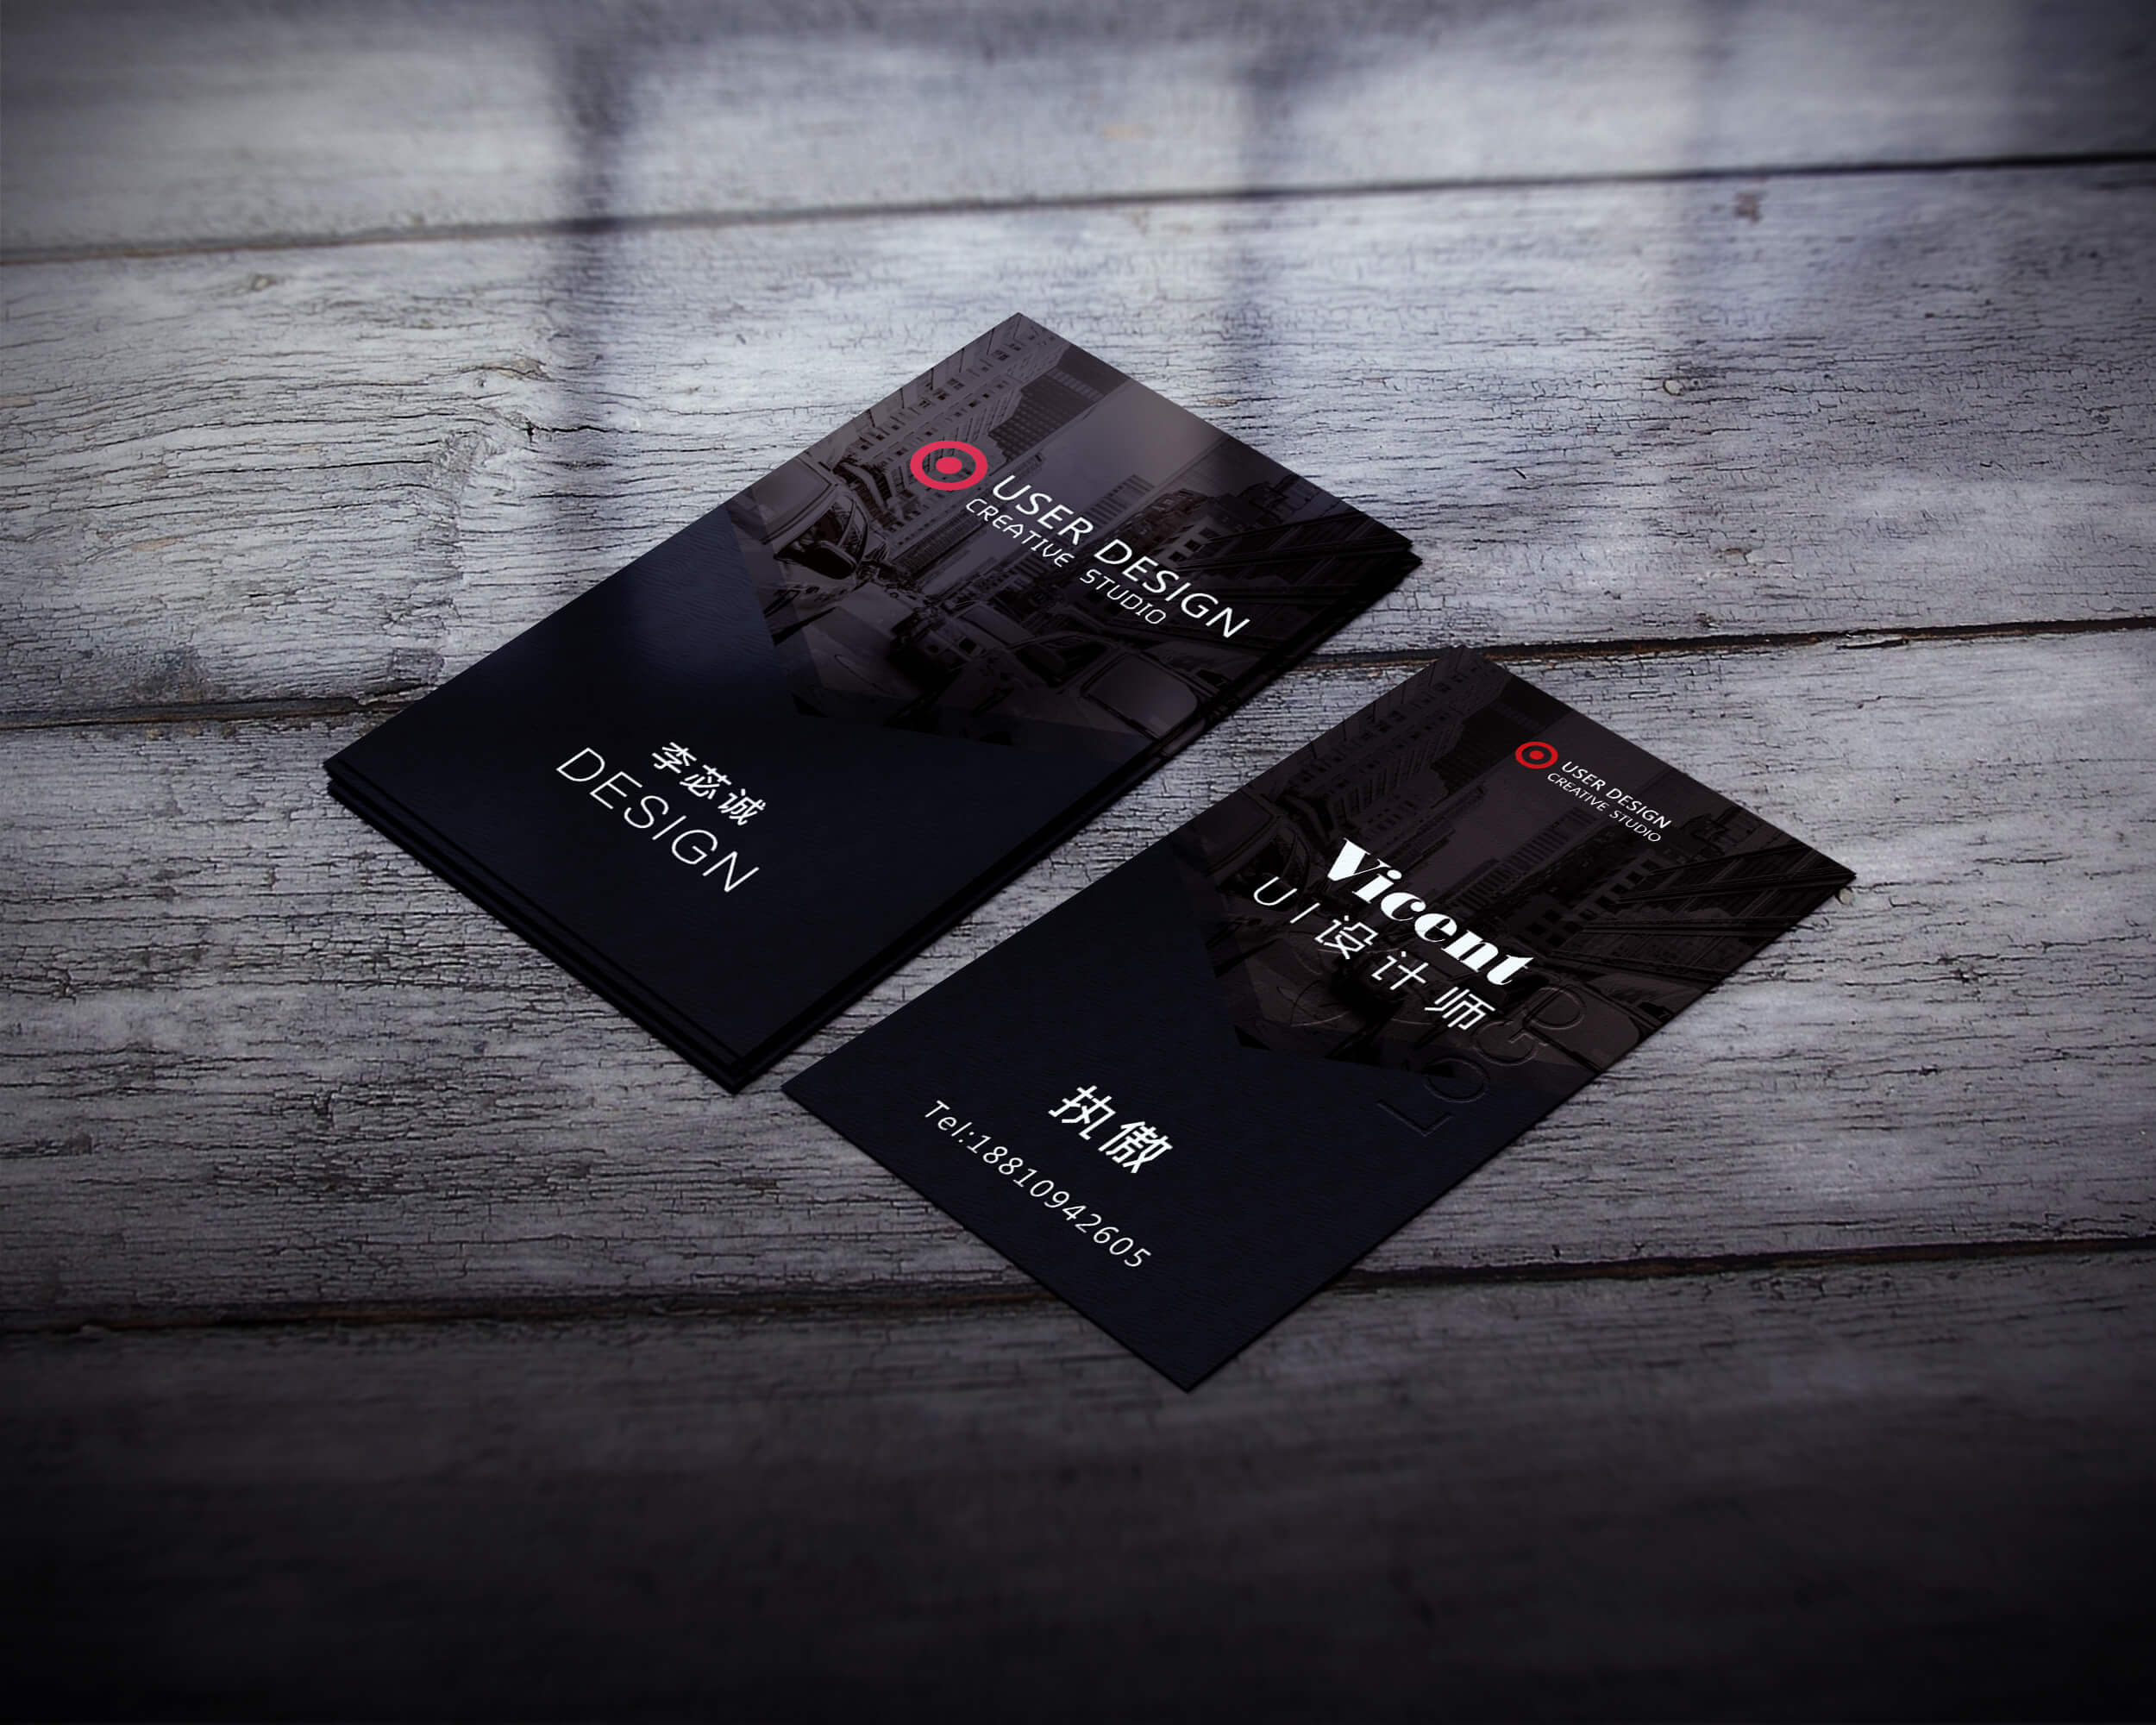 USER DESIGN
CREATIVE STUDIO
李苾诚
DESIGN
USER DESIGN
CREATIVE STUDIO
Vicent
UI设计师
LOGO
执傲
Tel:18810942605